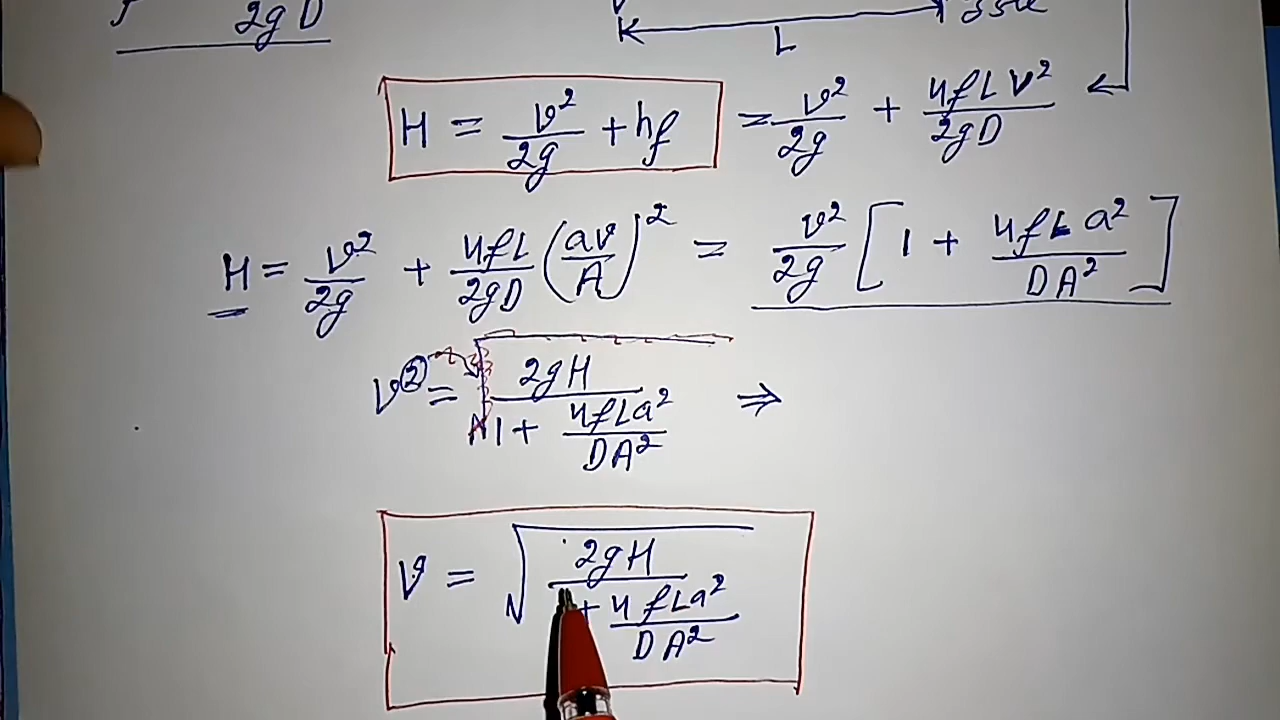 2gD
L
H = v²/2g + hf = v²/2g + 4fLV²/2gD
H = v²/2g + 4fL/2gD (av/A)² = v²/2g [1 + 4fLa²/DA²]
v² = 2gH/(1 + 4fLa²/DA²) ⇒
v = √(2gH/(+ 4fLa²/DA²))